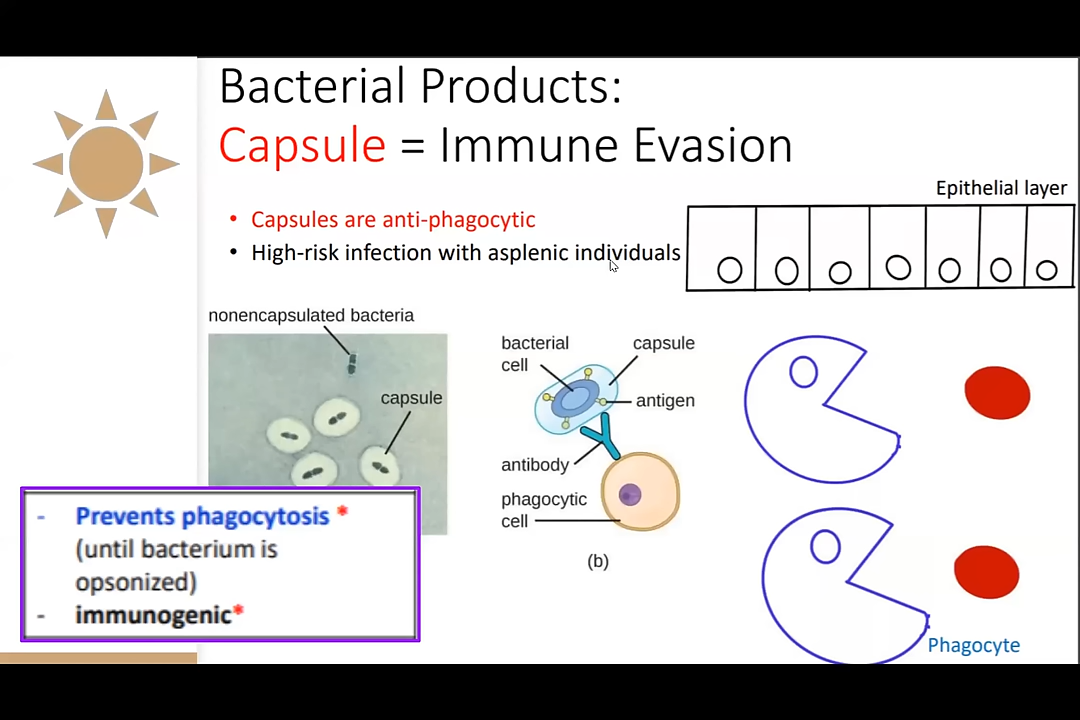 Bacterial Products:
Capsule = Immune Evasion
Epithelial layer
• Capsules are anti-phagocytic
• High-risk infection with asplenic individuals
nonencapsulated bacteria
capsule
bacterial
cell
capsule
antigen
antibody
phagocytic
cell
(b)
- Prevents phagocytosis *
(until bacterium is
opsonized)
- immunogenic*
Phagocyte